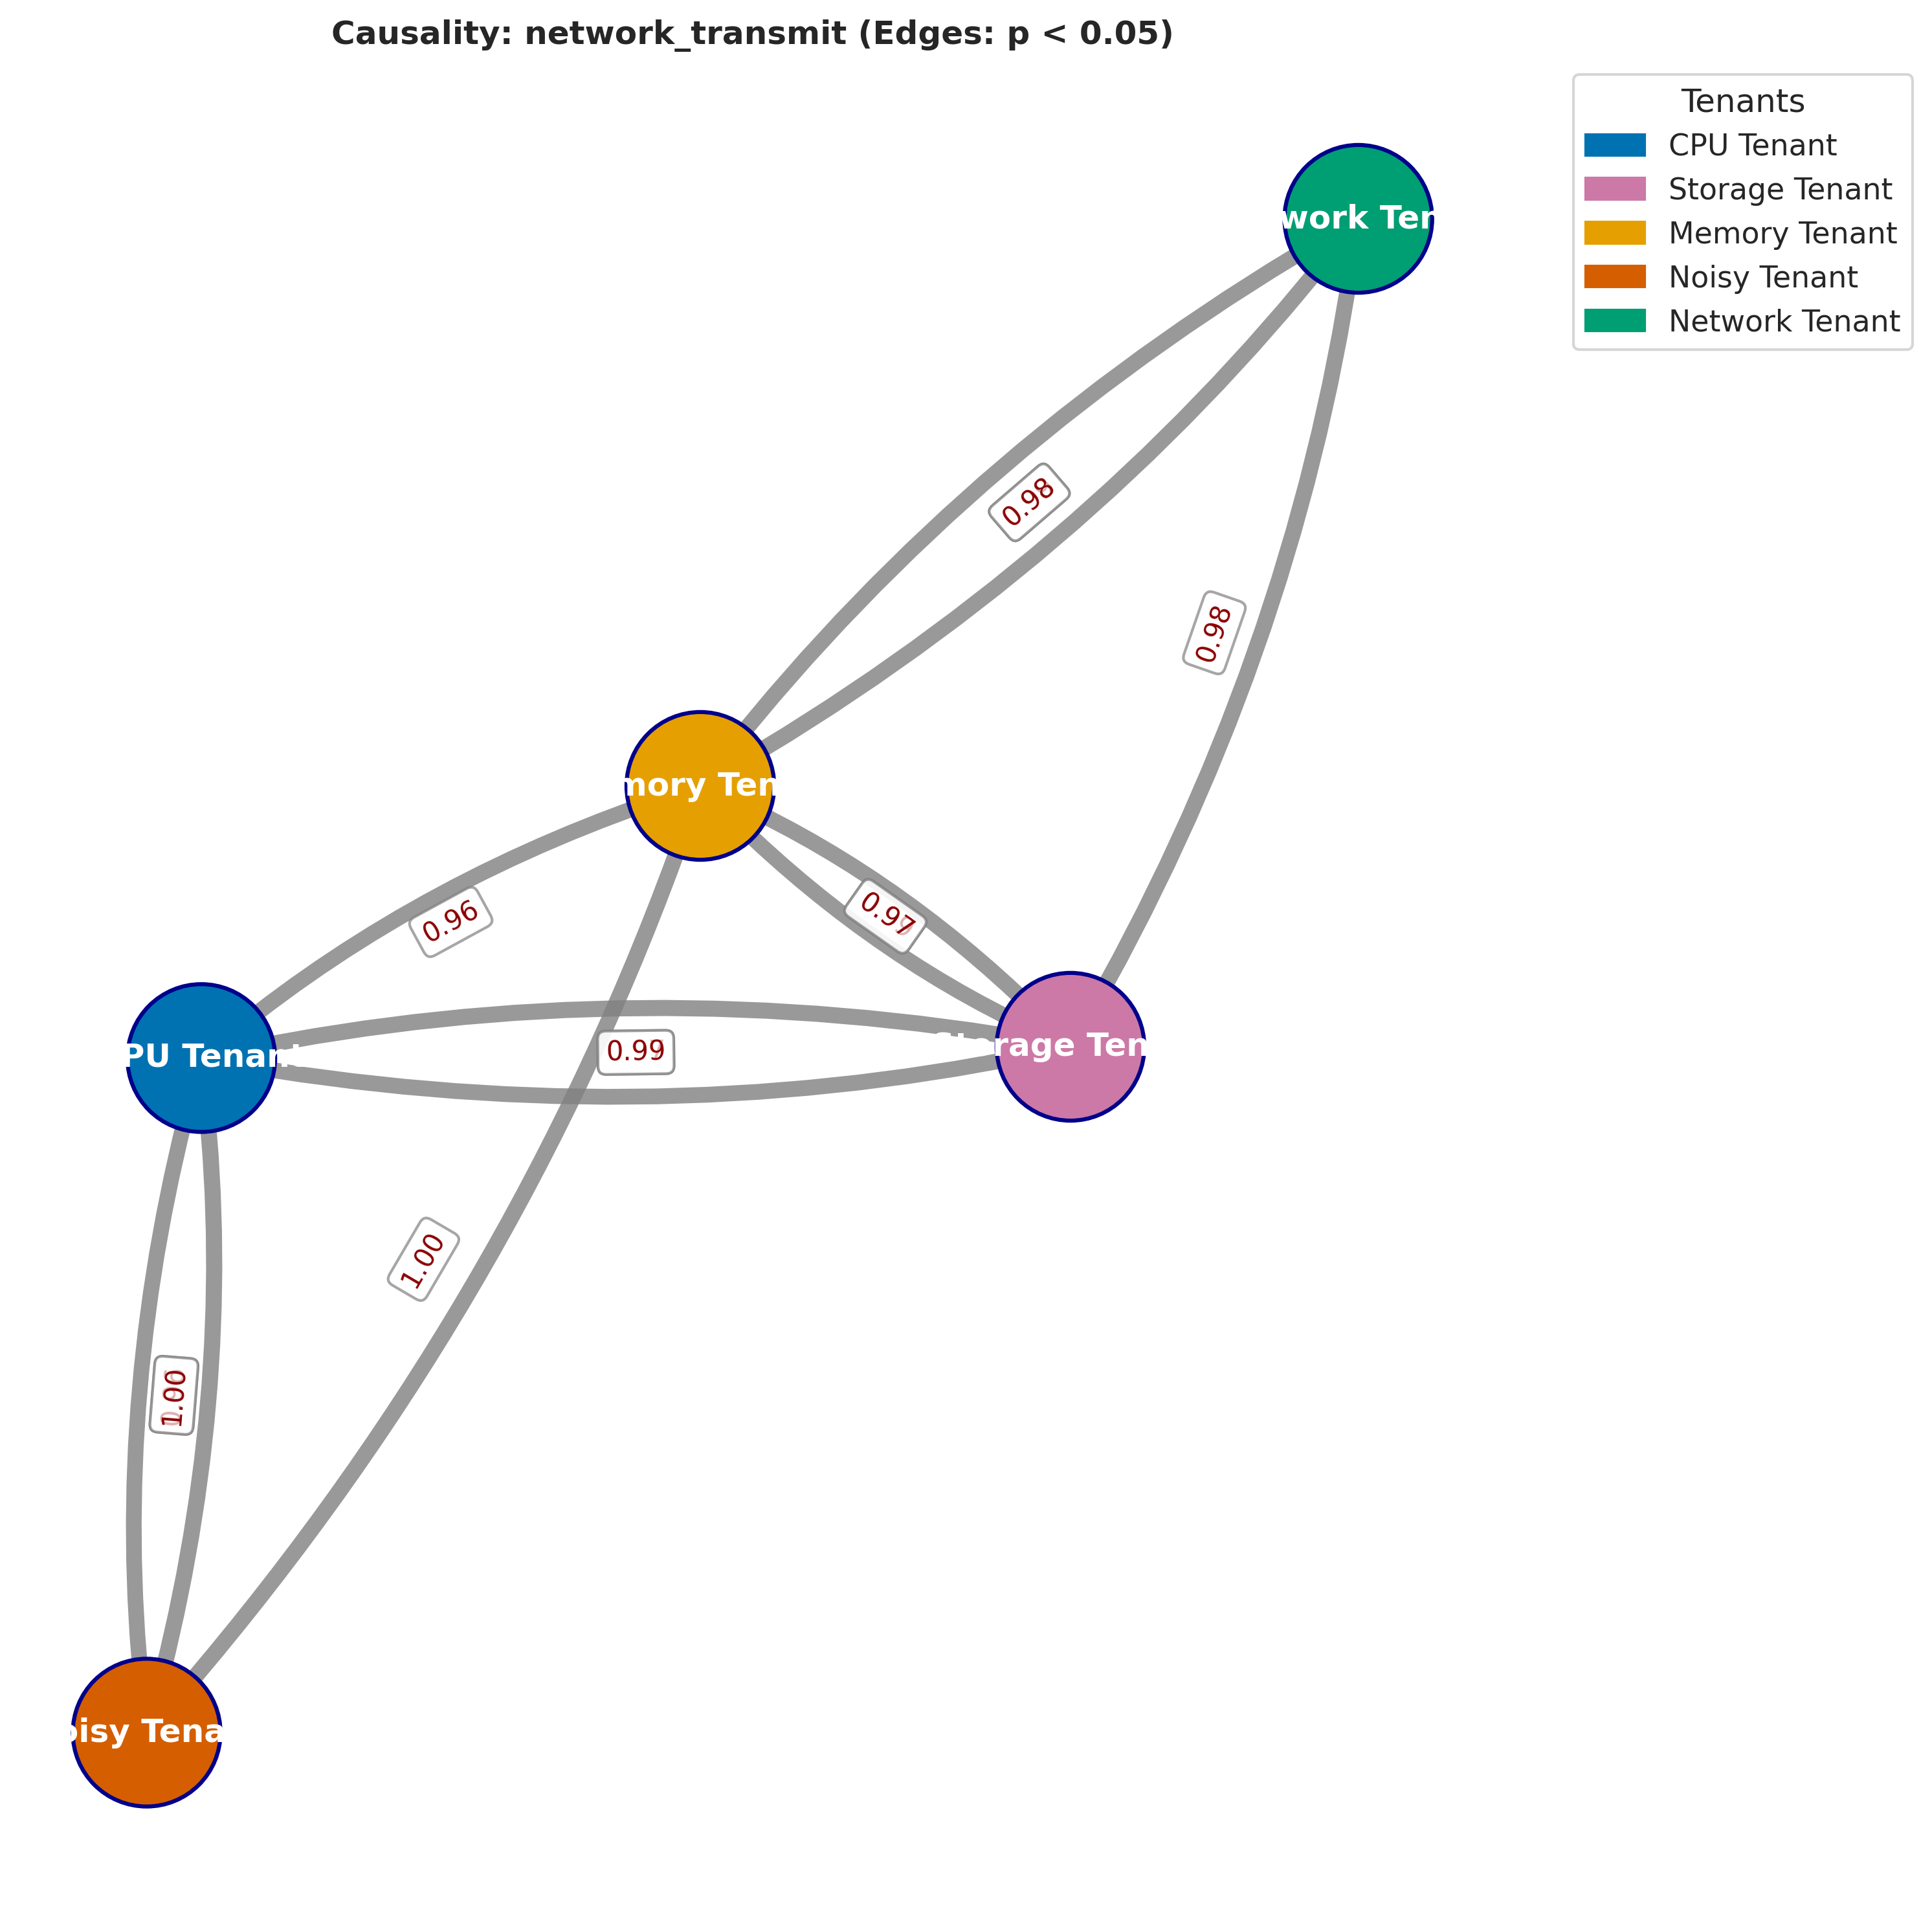 Causality: network_transmit (Edges: p < 0.05)
Tenants
CPU Tenant
Storage Tenant
Memory Tenant
Noisy Tenant
Network Tenant
work Ten
0.98
0.98
mory Ten
0.96
0.97
PU Tenant
0.99
rage Ten
1.00
1.00
oisy Tena